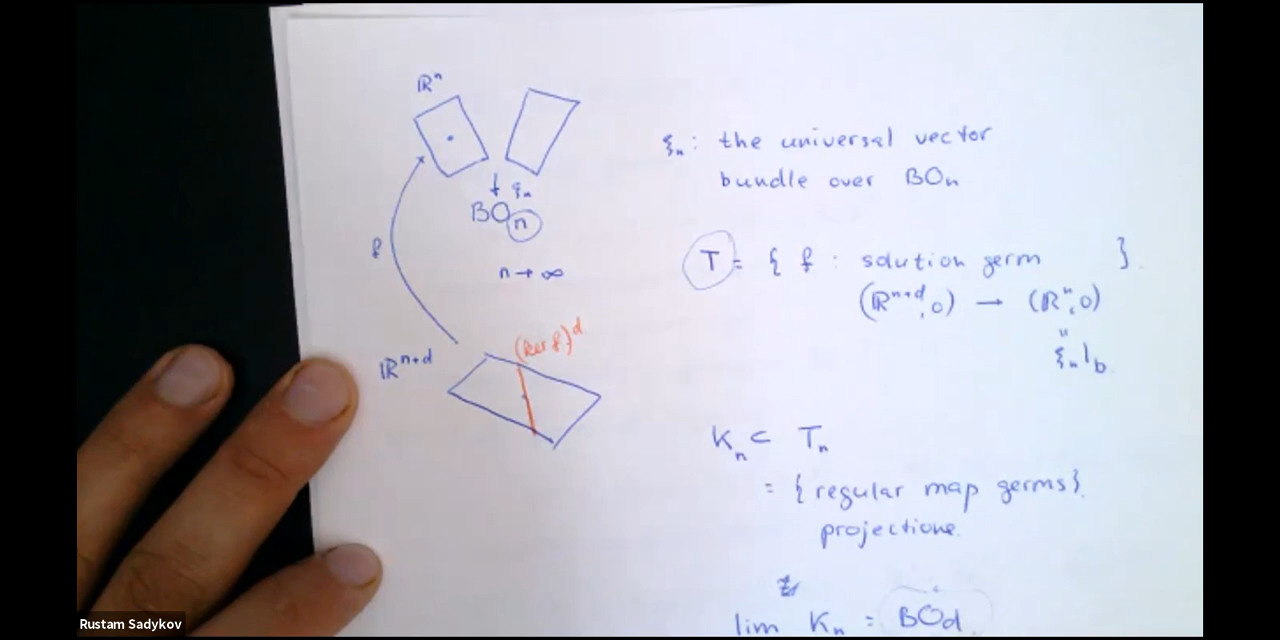 ℝⁿ
↓ ξₙ
BOₙ
f
n → ∞
ℝⁿ⁺ᵈ
(ker f)ᵈ
ξₙ: the universal vector
bundle over BOn
T = { f : solution germ }.
(ℝⁿ⁺ᵈ, 0) → (ℝⁿ, 0)
"
ξₙ|b
Kₙ ⊂ Tₙ
= {regular map germs}.
projections.
lim Kₙ = BOd
Rustam Sadykov